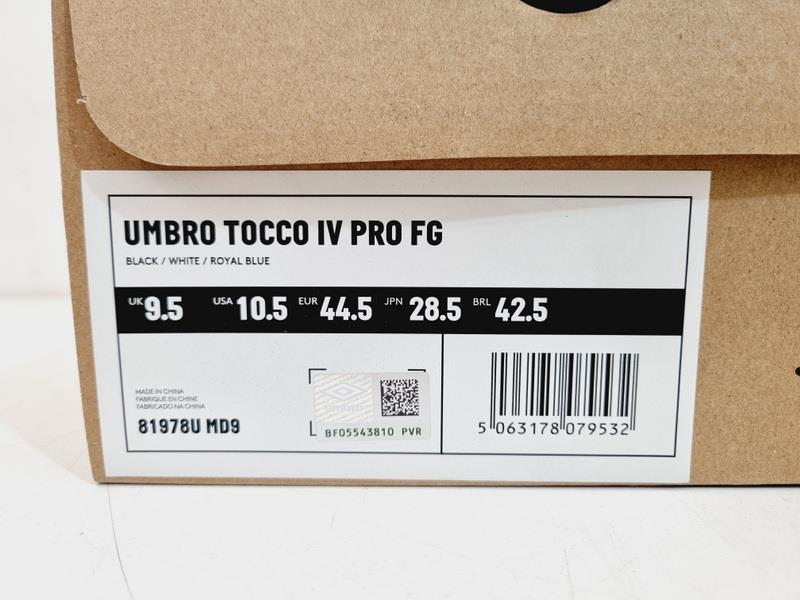 UMBRO TOCCO IV PRO FG
BLACK / WHITE / ROYAL BLUE
UK 9.5 USA 10.5 EUR 44.5 JPN 28.5 BRL 42.5
MADE IN CHINA
FABRIQUE EN CHINE
FABRICADO NA CHINA
81978U MD9
umbro
BF05543810 PVR
5 063178 079532